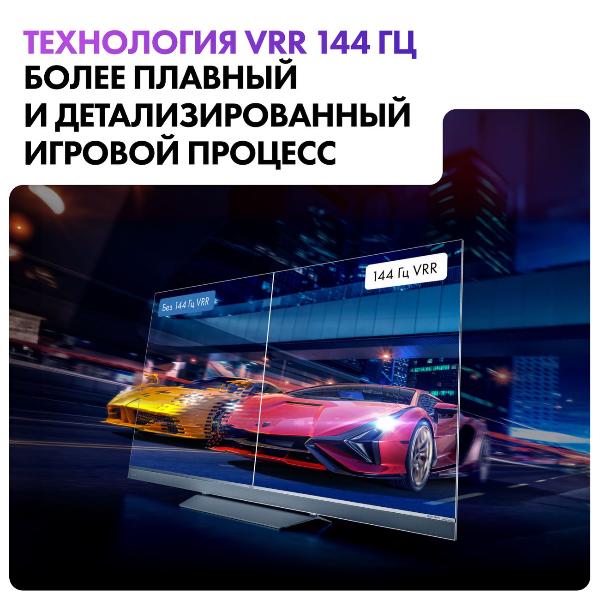 ТЕХНОЛОГИЯ VRR 144 ГЦ
БОЛЕЕ ПЛАВНЫЙ
И ДЕТАЛИЗИРОВАННЫЙ
ИГРОВОЙ ПРОЦЕСС
Без 144 Гц VRR
144 Гц VRR